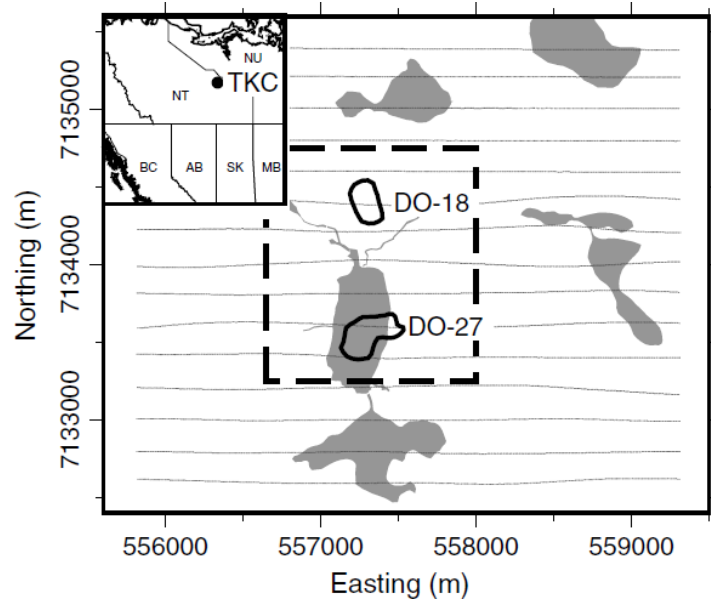 NU
TKC
NT
BC
AB
SK
MB
DO-18
DO-27
7135000
7134000
7133000
Northing (m)
556000
557000
558000
559000
Easting (m)